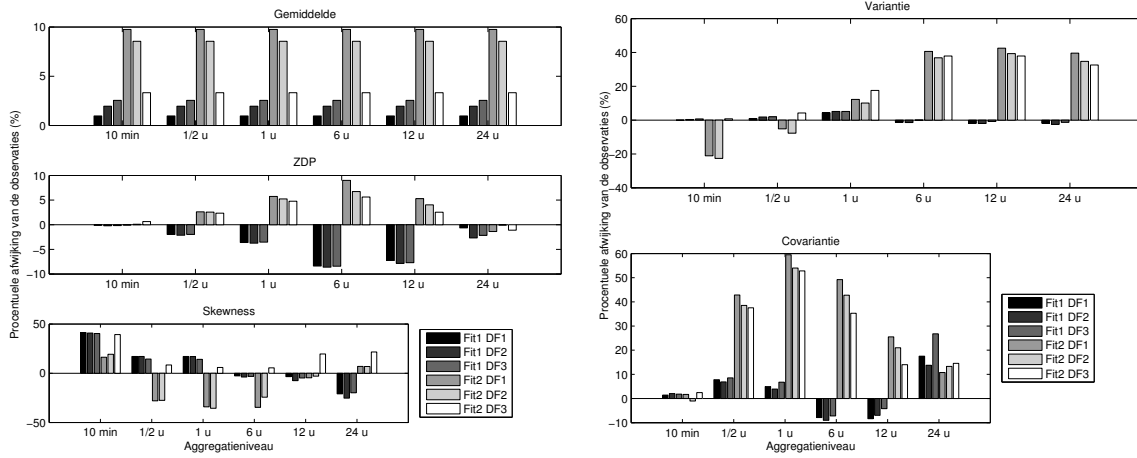 Gemiddelde
10
5
0
10 min
1/2 u
1 u
6 u
12 u
24 u
ZDP
10
5
0
−5
−10
10 min
1/2 u
1 u
6 u
12 u
24 u
Skewness
50
0
−50
10 min
1/2 u
1 u
6 u
12 u
24 u
Aggregatieniveau
Procentuele afwijking van de observaties (%)
Fit1 DF1
Fit1 DF2
Fit1 DF3
Fit2 DF1
Fit2 DF2
Fit2 DF3
Variantie
60
40
20
0
−20
−40
10 min
1/2 u
1 u
6 u
12 u
24 u
Covariantie
60
50
40
30
20
10
0
−10
10 min
1/2 u
1 u
6 u
12 u
24 u
Aggregatieniveau
Procentuele afwijking van de observaties (%)
Fit1 DF1
Fit1 DF2
Fit1 DF3
Fit2 DF1
Fit2 DF2
Fit2 DF3